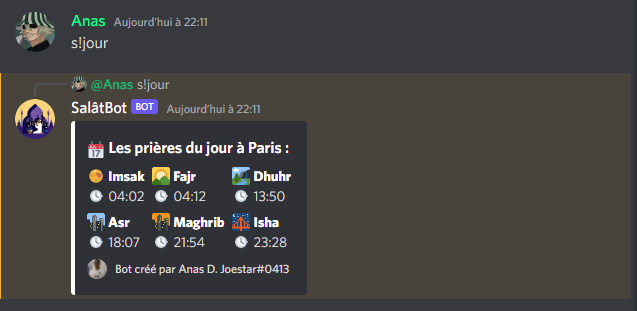 Anas Aujourd'hui à 22:11
s!jour
@Anas s!jour
SalâtBot BOT Aujourd'hui à 22:11
17 Les prières du jour à Paris :
Imsak Fajr Dhuhr
04:02 04:12 13:50
Asr Maghrib Isha
18:07 21:54 23:28
Bot créé par Anas D. Joestar#0413